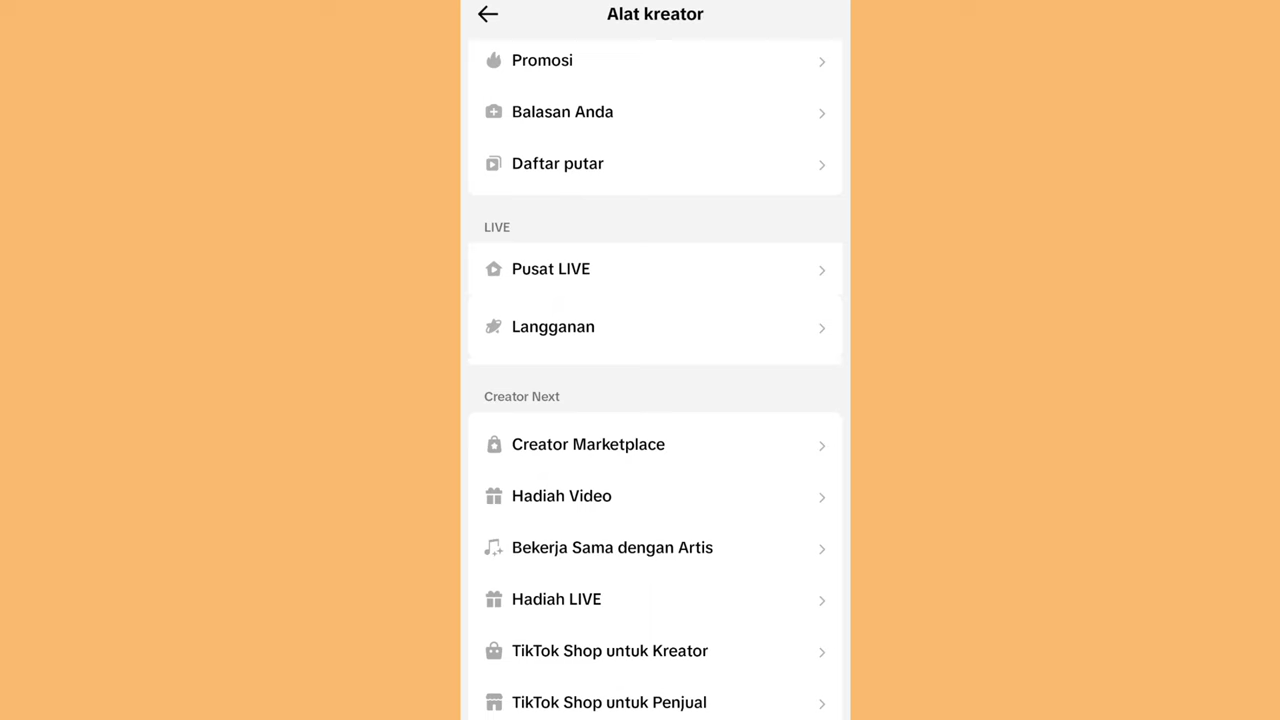 Alat kreator
Promosi
Balasan Anda
Daftar putar
LIVE
Pusat LIVE
Langganan
Creator Next
Creator Marketplace
Hadiah Video
Bekerja Sama dengan Artis
Hadiah LIVE
TikTok Shop untuk Kreator
TikTok Shop untuk Penjual